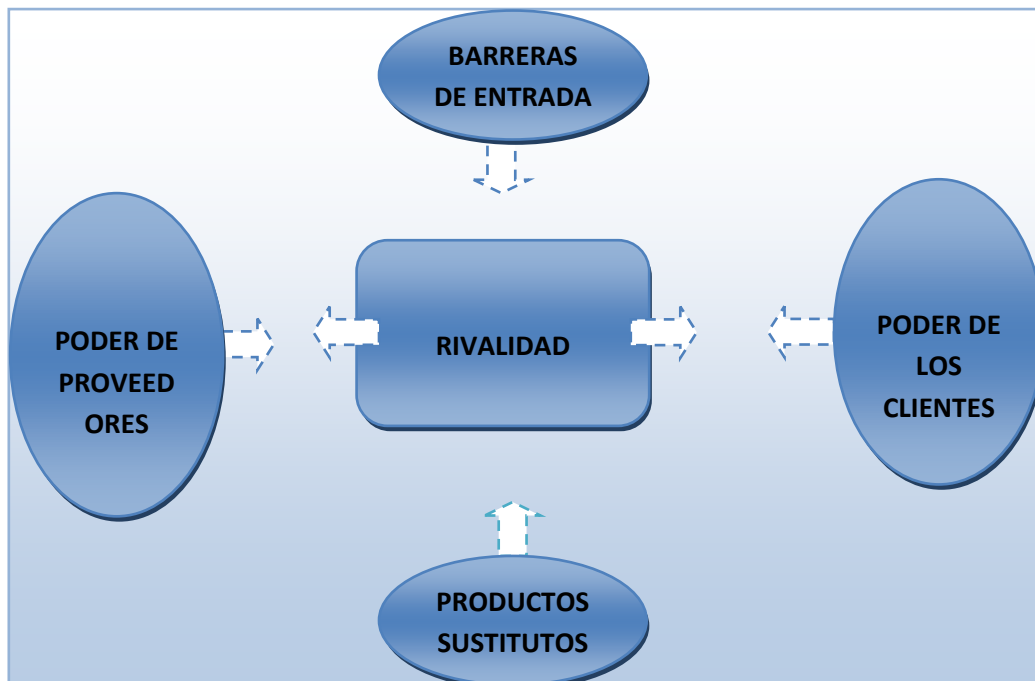 BARRERAS
DE ENTRADA
PODER DE
PROVEED
ORES
RIVALIDAD
PODER DE
LOS
CLIENTES
PRODUCTOS
SUSTITUTOS